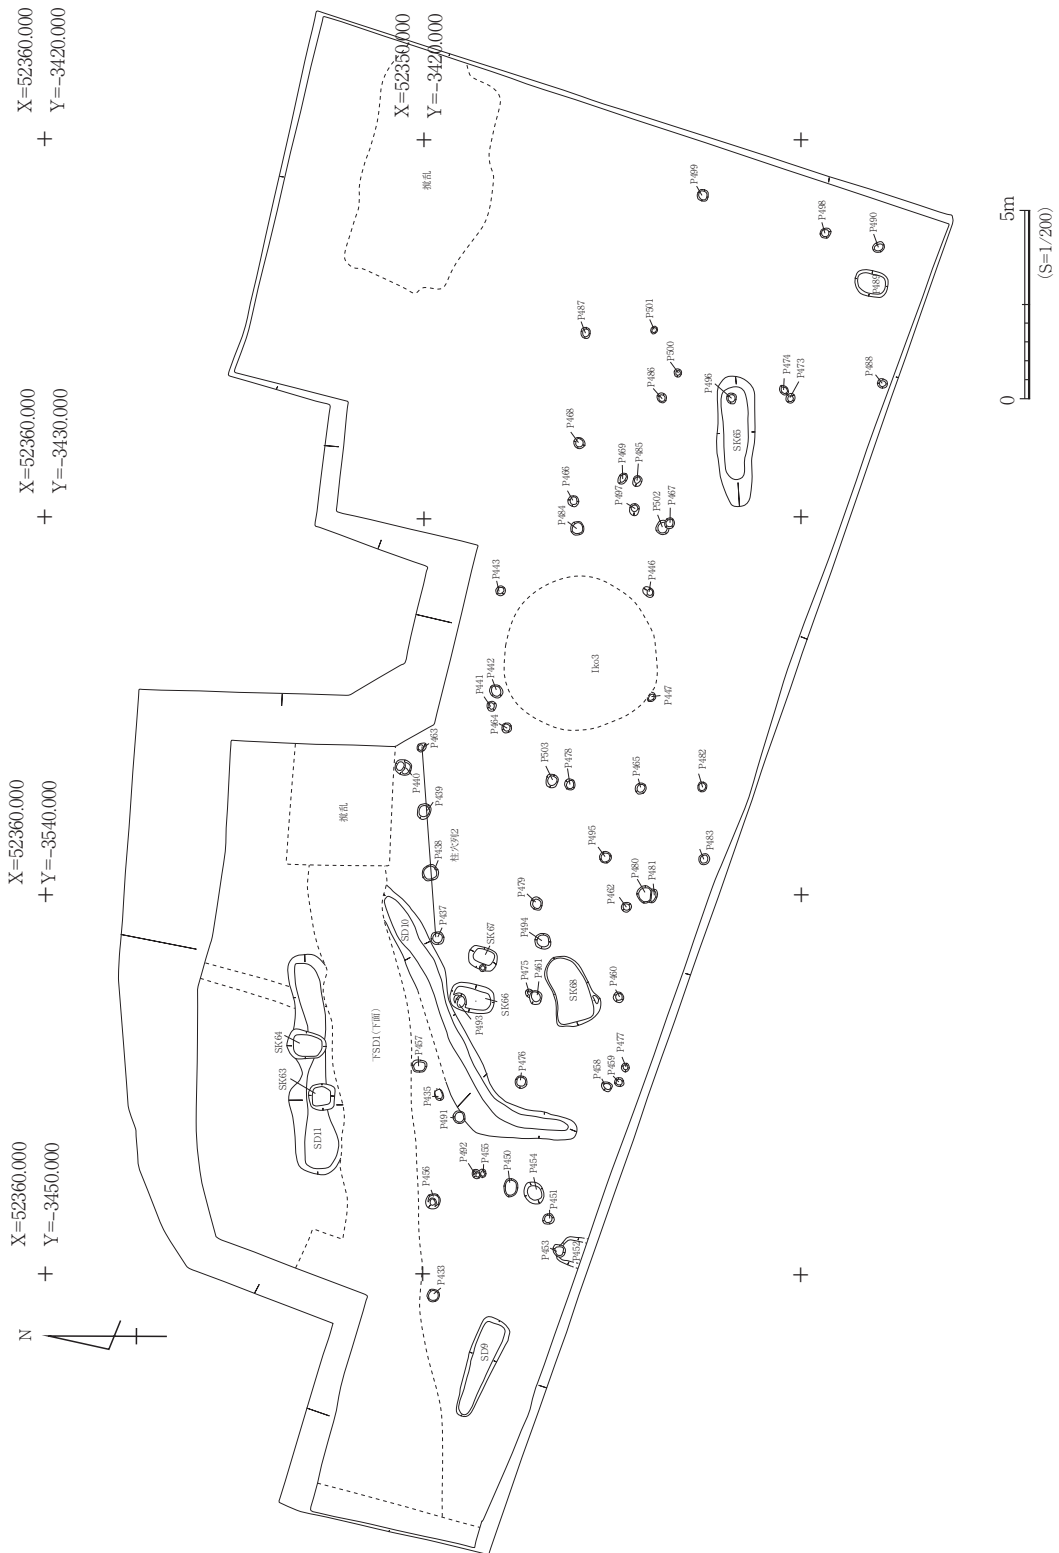 X=52360.000
Y=-3420.000
X=52350.000
Y=-3420.000
X=52360.000
Y=-3430.000
X=52360.000
Y=-3540.000
X=52360.000
Y=-3450.000
N
0
5m
(S=1/200)
撹乱
P499
P498
P490
P489
P487
P501
P500
P486
P496
P474
P473
P488
SK65
P468
P469
P485
P466
P497
P484
P502
P467
P443
P446
Iko3
P442
P441
P464
P447
P463
P440
P439
撹乱
P438
柱穴列2
P503
P478
P465
P482
P495
P483
P480
P481
P462
P479
P494
P437
SD10
SK67
SK66
P493
P475
P461
SK68
P460
SK64
SK63
SD11
下SD1(下面)
P457
P435
P491
P476
P458
P459
P477
P492
P455
P450
P454
P451
P456
P453
P452
P433
SD9